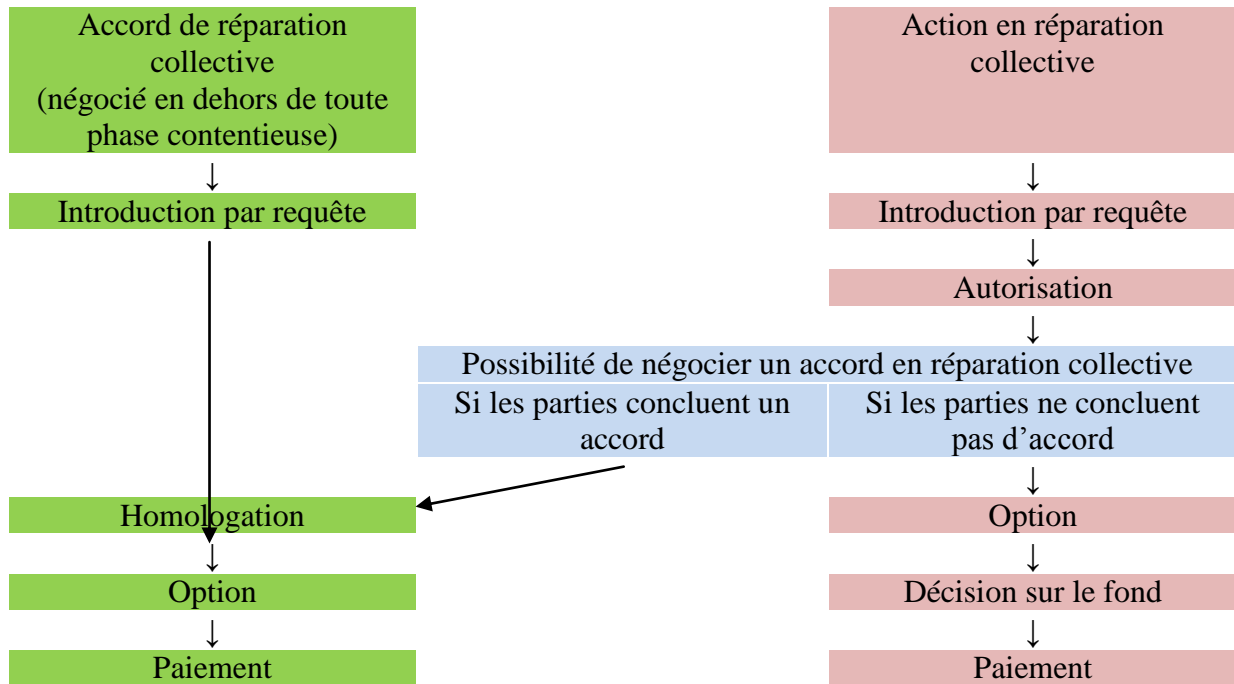 Accord de réparation
collective
(négocié en dehors de toute
phase contentieuse)
Action en réparation
collective
↓
↓
Introduction par requête
Introduction par requête
↓
Autorisation
↓
Possibilité de négocier un accord en réparation collective
Si les parties concluent un
accord
Si les parties ne concluent
pas d’accord
↓
Homologation
Option
↓
↓
Option
Décision sur le fond
↓
↓
Paiement
Paiement